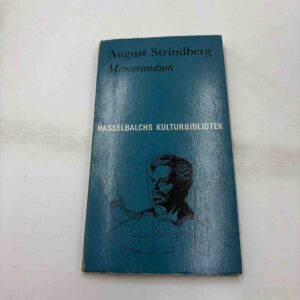 August Strindberg
Memorandum
HASSELBALCHS KULTURBIBLIOTEK